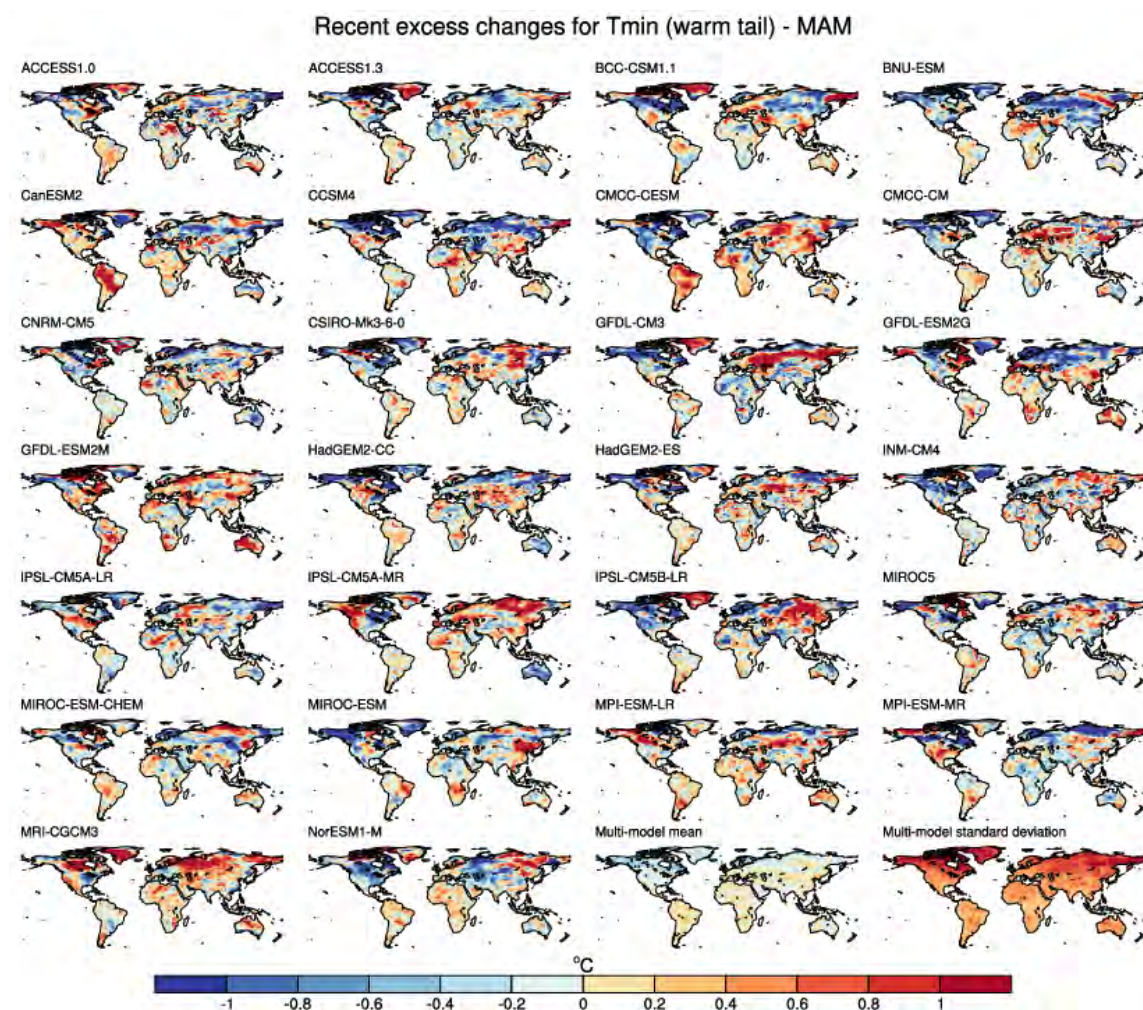 Recent excess changes for Tmin (warm tail) - MAM
ACCESS1.0 ACCESS1.3 BCC-CSM1.1 BNU-ESM
CanESM2 CCSM4 CMCC-CESM CMCC-CM
CNRM-CM5 CSIRO-Mk3-6-0 GFDL-CM3 GFDL-ESM2G
GFDL-ESM2M HadGEM2-CC HadGEM2-ES INM-CM4
IPSL-CM5A-LR IPSL-CM5A-MR IPSL-CM5B-LR MIROC5
MIROC-ESM-CHEM MIROC-ESM MPI-ESM-LR MPI-ESM-MR
MRI-CGCM3 NorESM1-M Multi-model mean Multi-model standard deviation
°C
-1 -0.8 -0.6 -0.4 -0.2 0 0.2 0.4 0.6 0.8 1